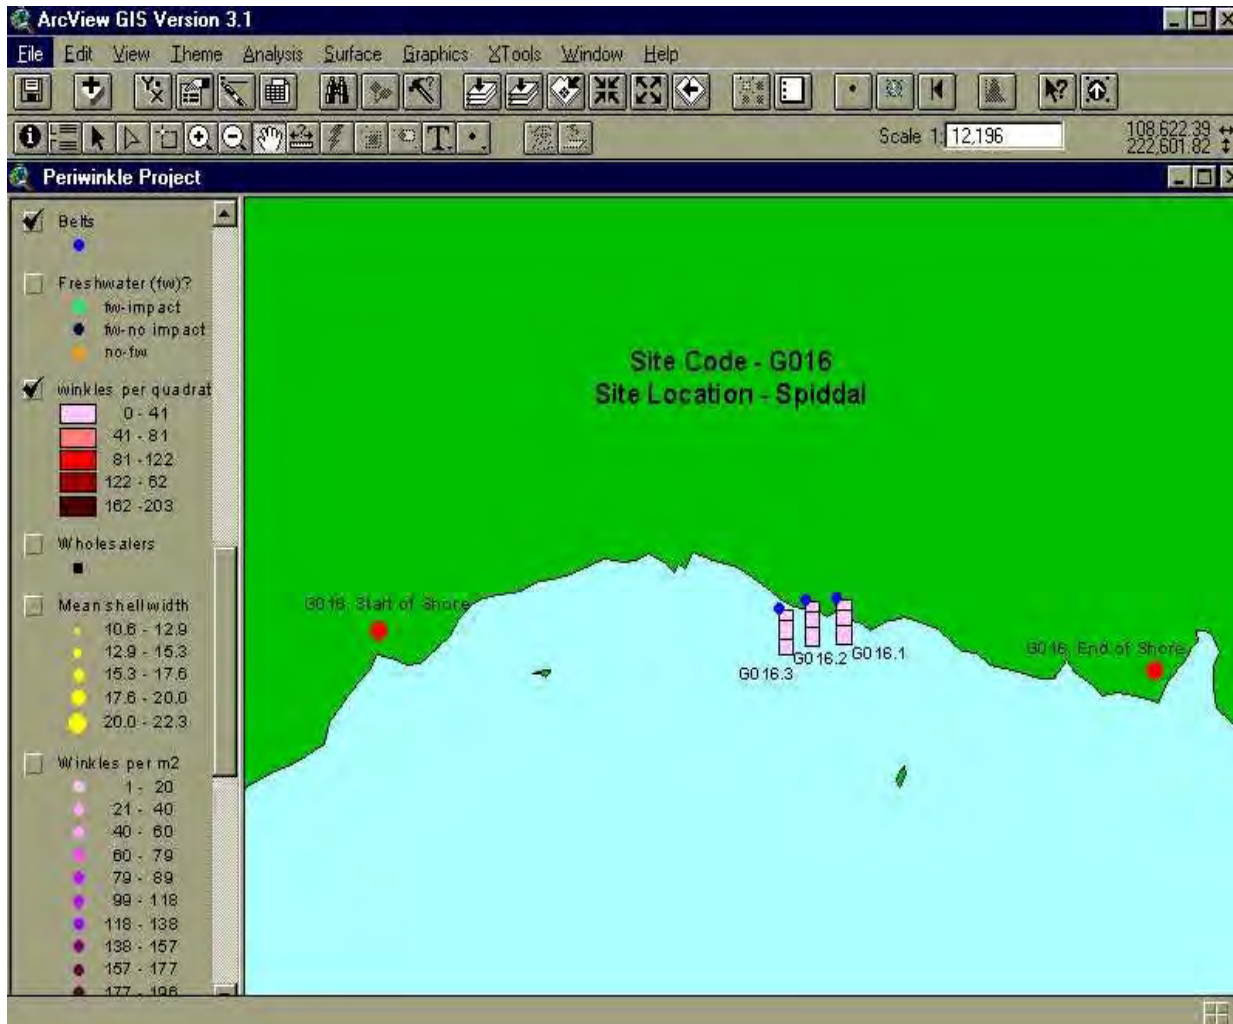 ArcView GIS Version 3.1
File Edit View Theme Analysis Surface Graphics XTools Window Help
Scale 1: 12,196
108,622.39
222,601.82
Periwinkle Project
Belts
Freshwater (fw)?
fw-impact
fw-no impact
no-fw
winkles per quadrat
0 - 41
41 - 81
81 -122
122 - 62
162 -203
Wholesalers
Mean shell width
10.6 - 12.9
12.9 - 15.3
15.3 - 17.6
17.6 - 20.0
20.0 - 22.3
Winkles per m2
1 - 20
21 - 40
40 - 60
60 - 79
79 - 89
99 - 118
118 - 138
138 - 157
157 - 177
177 - 196
Site Code - G016
Site Location - Spiddal
G016, Start of Shore
G016.3
G016.2
G016.1
G016, End of Shore